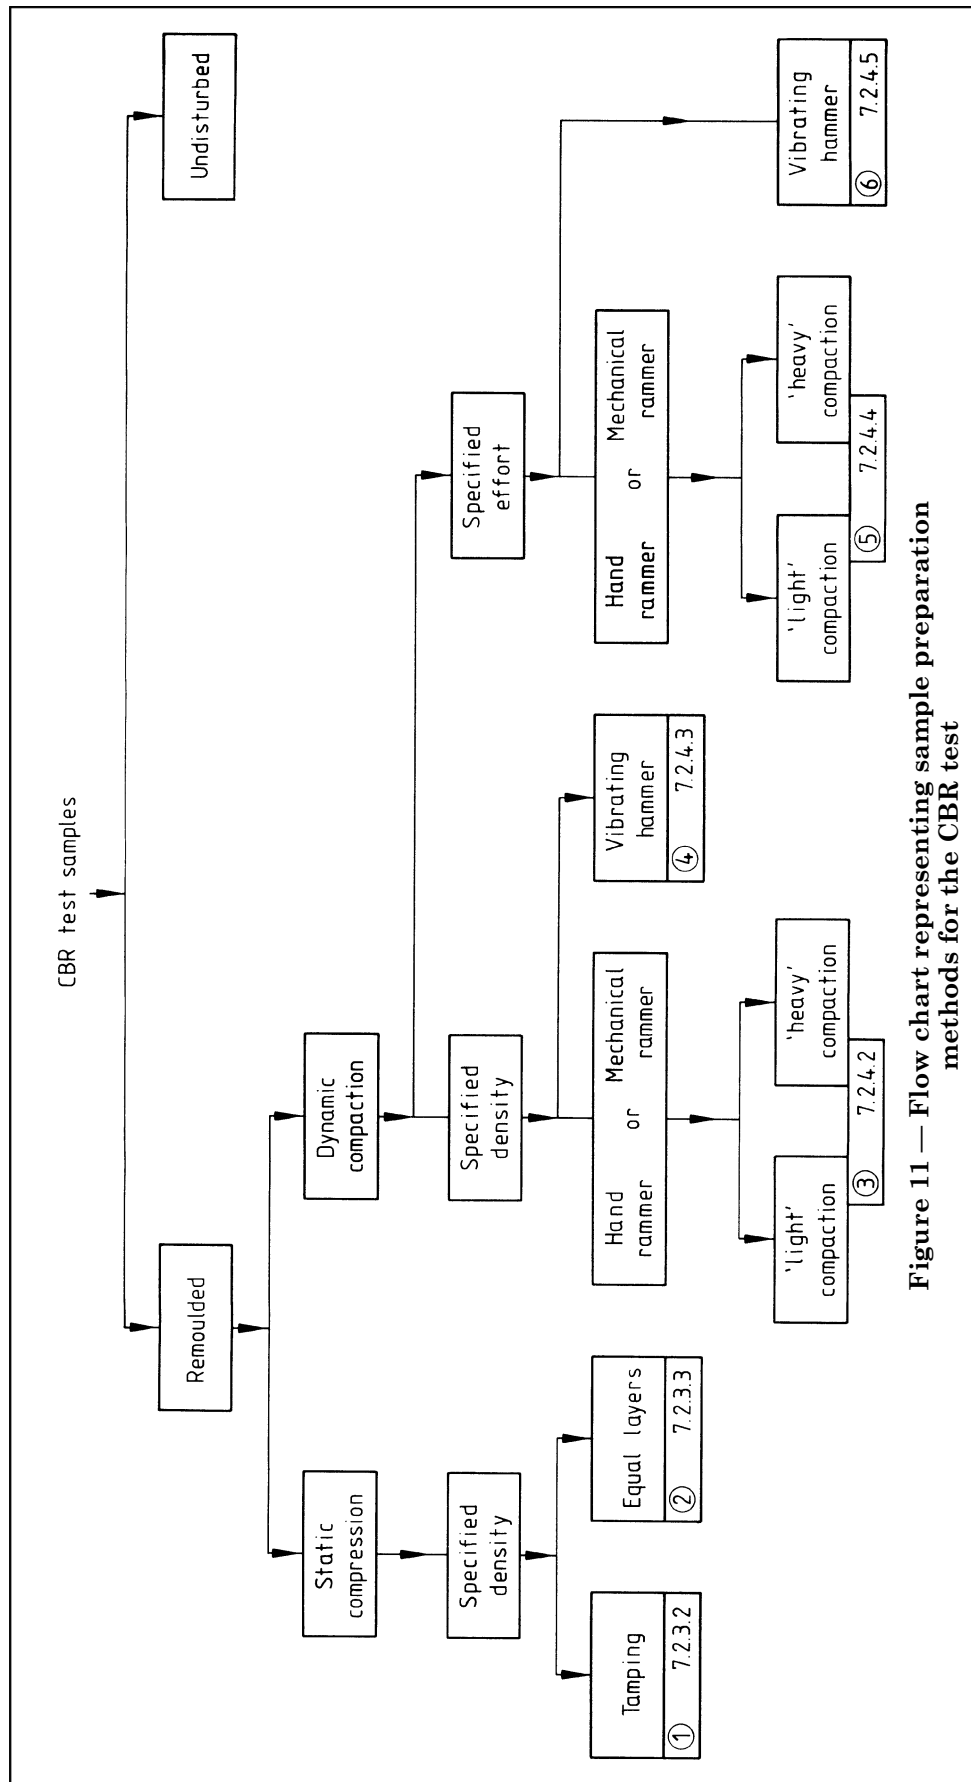 CBR test samples
Remoulded
Undisturbed
Static
compression
Dynamic
compaction
Specified
density
Specified
density
Specified
effort
Tamping
① 7.2.3.2
Equal layers
② 7.2.3.3
Hand or Mechanical
rammer rammer
Vibrating
hammer
④ 7.2.4.3
Hand or Mechanical
rammer rammer
'light'
compaction
'heavy'
compaction
③ 7.2.4.2
'light'
compaction
'heavy'
compaction
⑤ 7.2.4.4
Vibrating
hammer
⑥ 7.2.4.5
Figure 11 — Flow chart representing sample preparation
methods for the CBR test